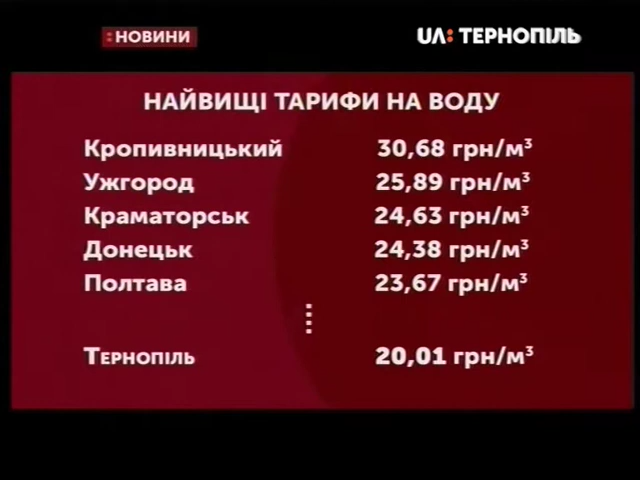 :НОВИНИ
UA: ТЕРНОПІЛЬ
НАЙВИЩІ ТАРИФИ НА ВОДУ
Кропивницький 30,68 грн/м³
Ужгород 25,89 грн/м³
Краматорськ 24,63 грн/м³
Донецьк 24,38 грн/м³
Полтава 23,67 грн/м³
Тернопіль 20,01 грн/м³